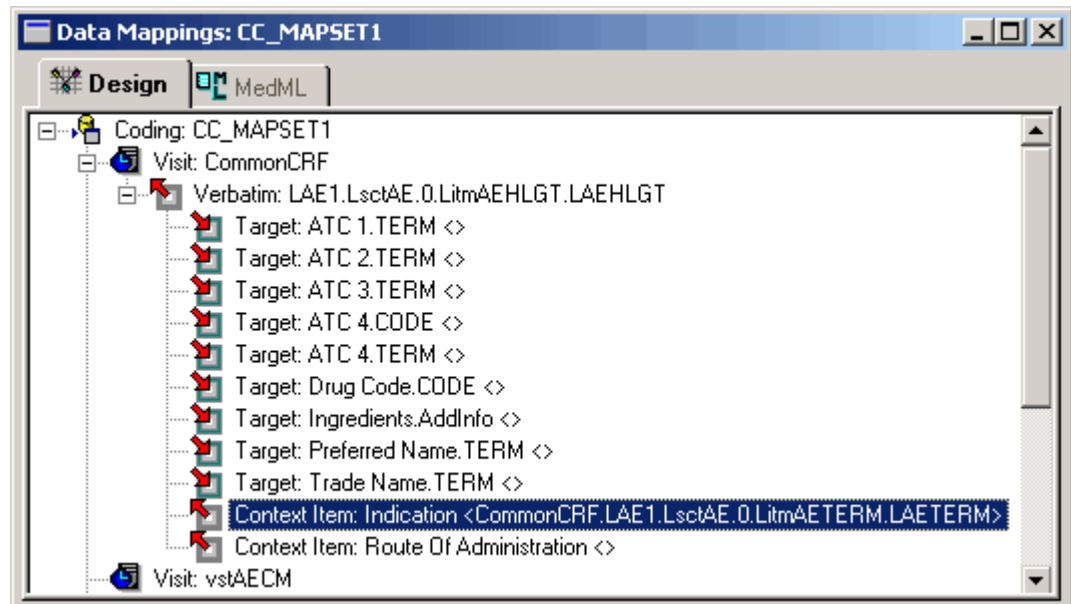 Data Mappings: CC_MAPSET1
Design MedML
Coding: CC_MAPSET1
Visit: CommonCRF
Verbatim: LAE1.LsctAE.0.LitmAEHLGT.LAEHLGT
Target: ATC 1.TERM <>
Target: ATC 2.TERM <>
Target: ATC 3.TERM <>
Target: ATC 4.CODE <>
Target: ATC 4.TERM <>
Target: Drug Code.CODE <>
Target: Ingredients.AddInfo <>
Target: Preferred Name.TERM <>
Target: Trade Name.TERM <>
Context Item: Indication <CommonCRF.LAE1.LsctAE.0.LitmAETERM.LAETERM>
Context Item: Route Of Administration <>
Visit: vstAECM